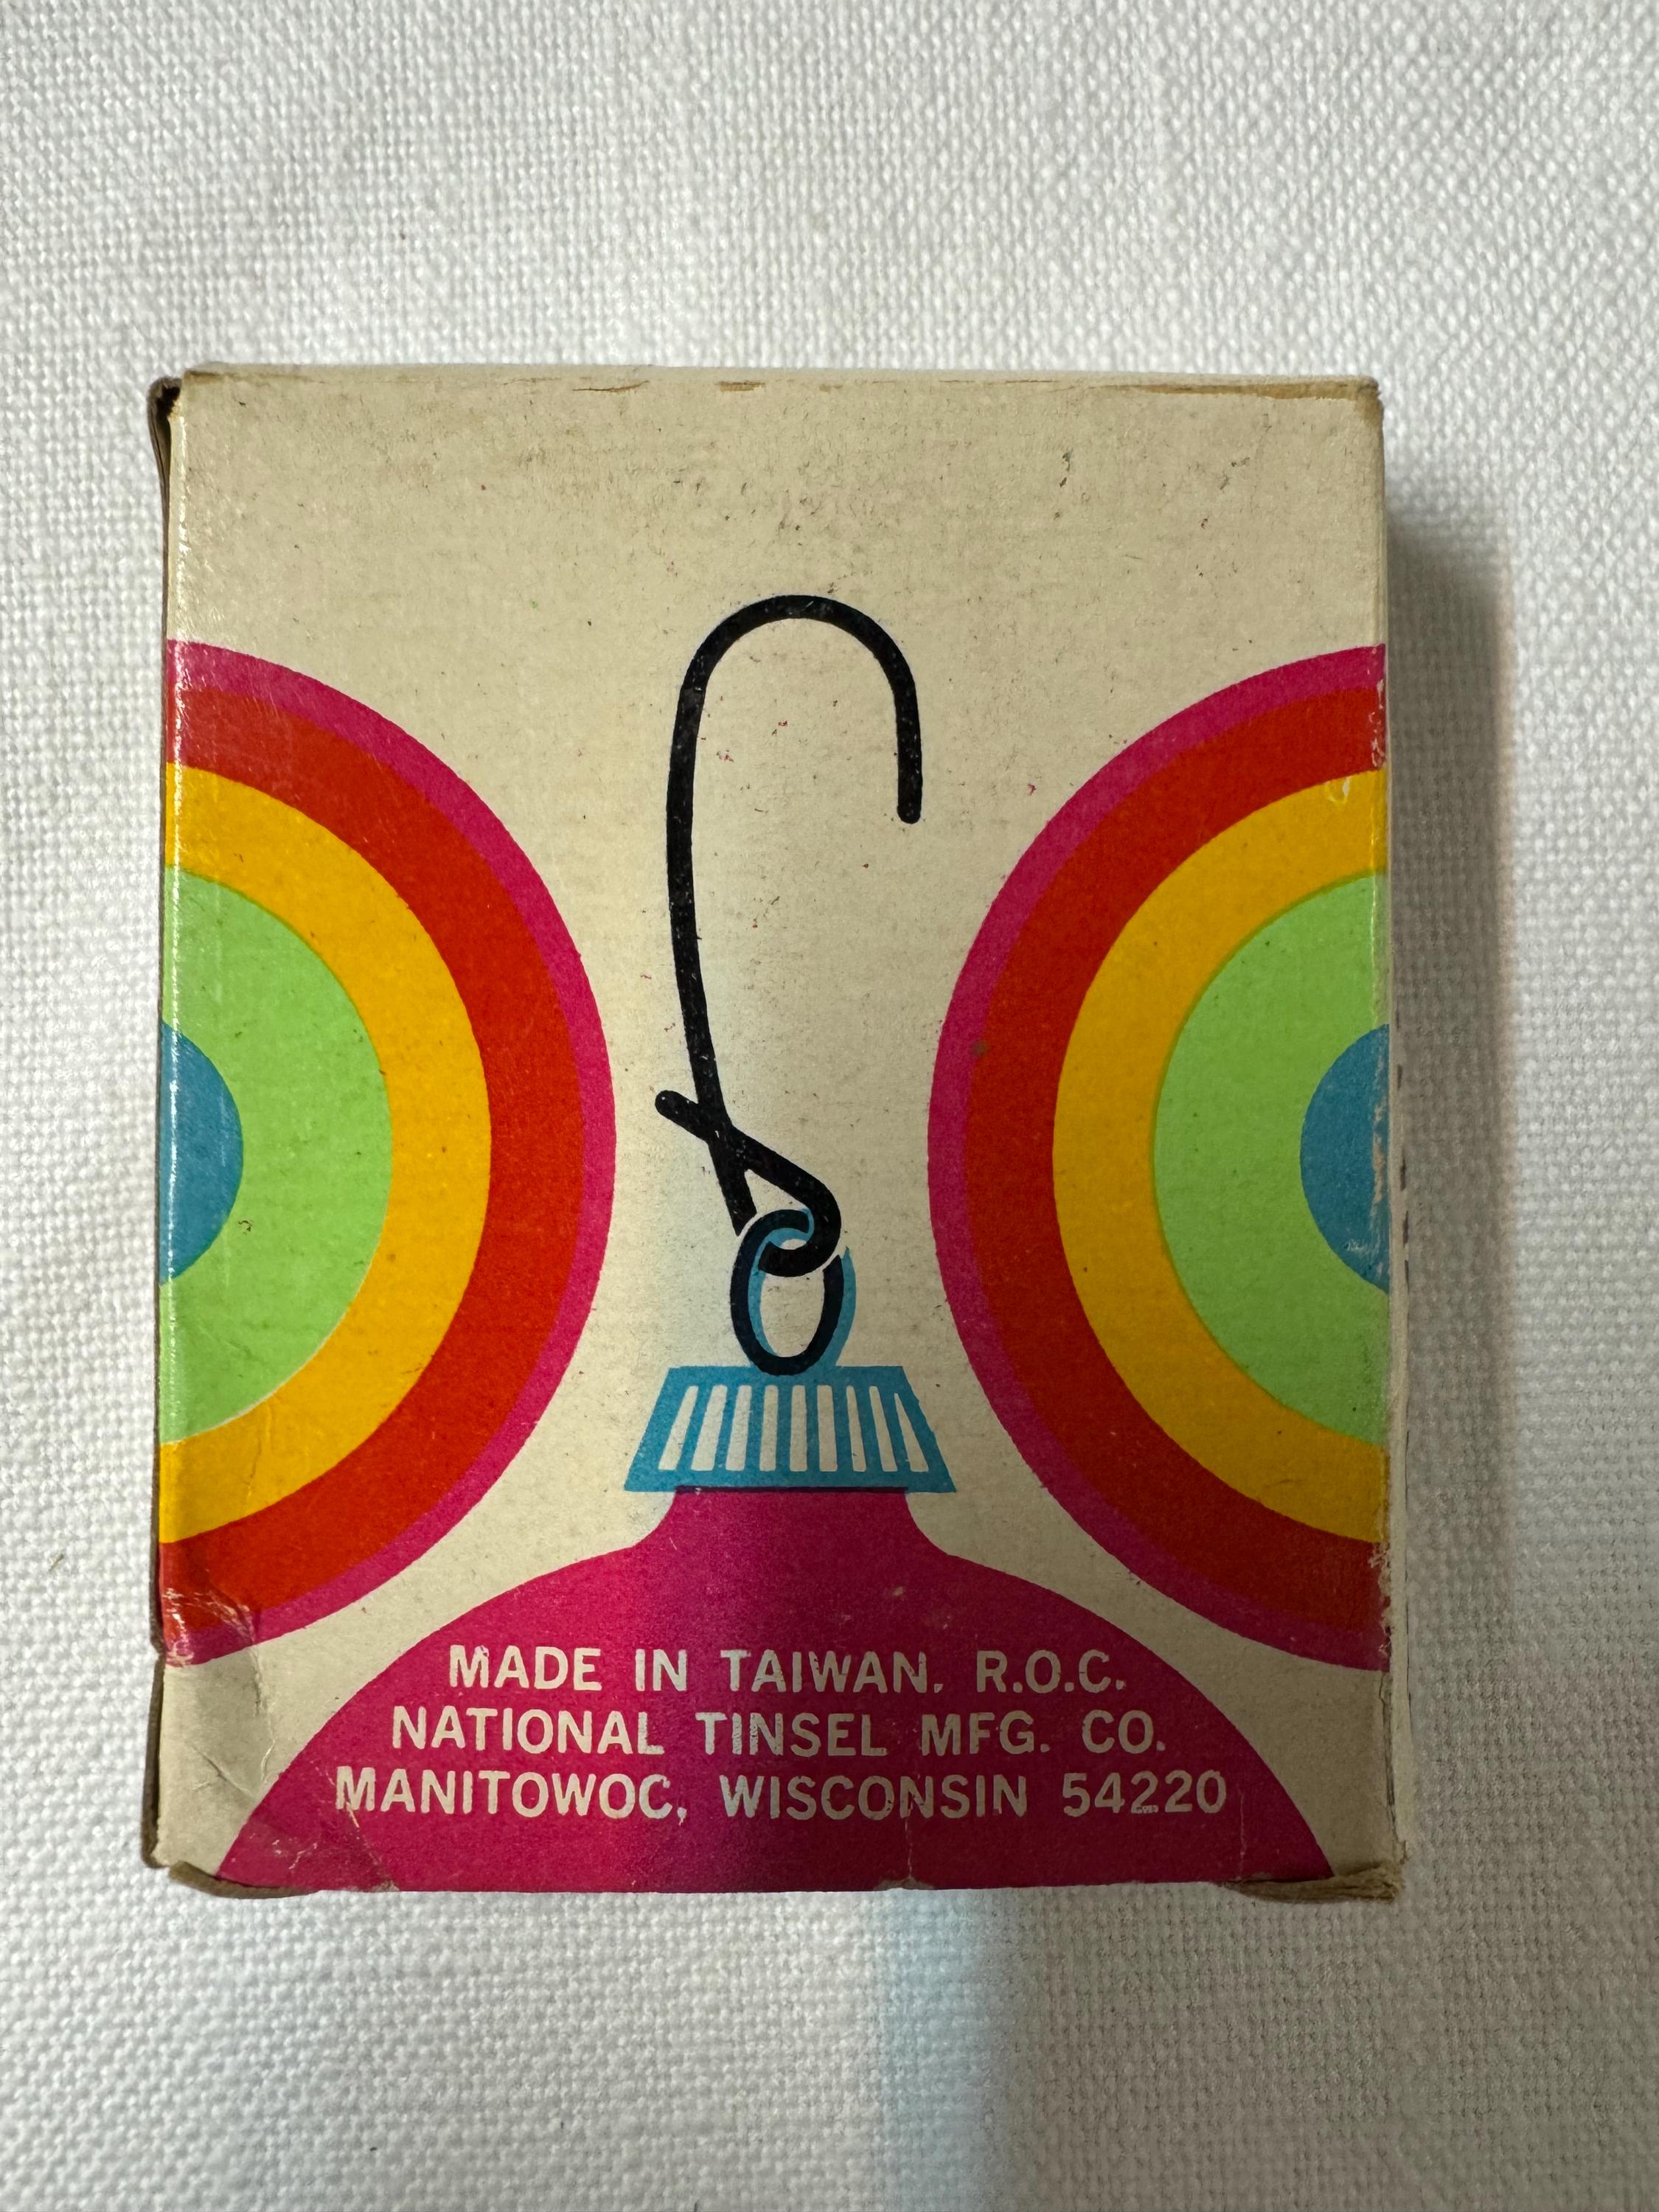 MADE IN TAIWAN, R.O.C.
NATIONAL TINSEL MFG. CO.
MANITOWOC, WISCONSIN 54220